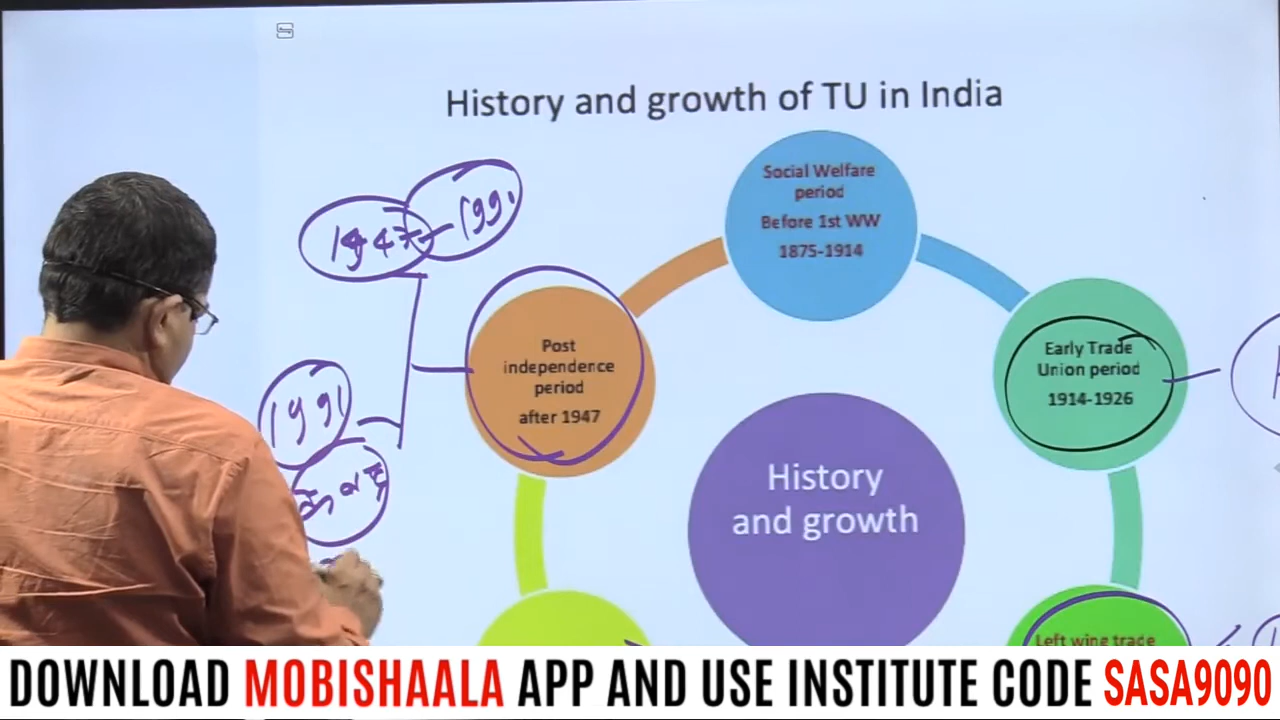 History and growth of TU in India
Social Welfare
period
Before 1st WW
1875-1914
1947-1991
Post
independence
period
after 1947
Early Trade
Union period
1914-1926
1991
के बाद
History
and growth
Left wing trade
DOWNLOAD MOBISHAALA APP AND USE INSTITUTE CODE SASA9090